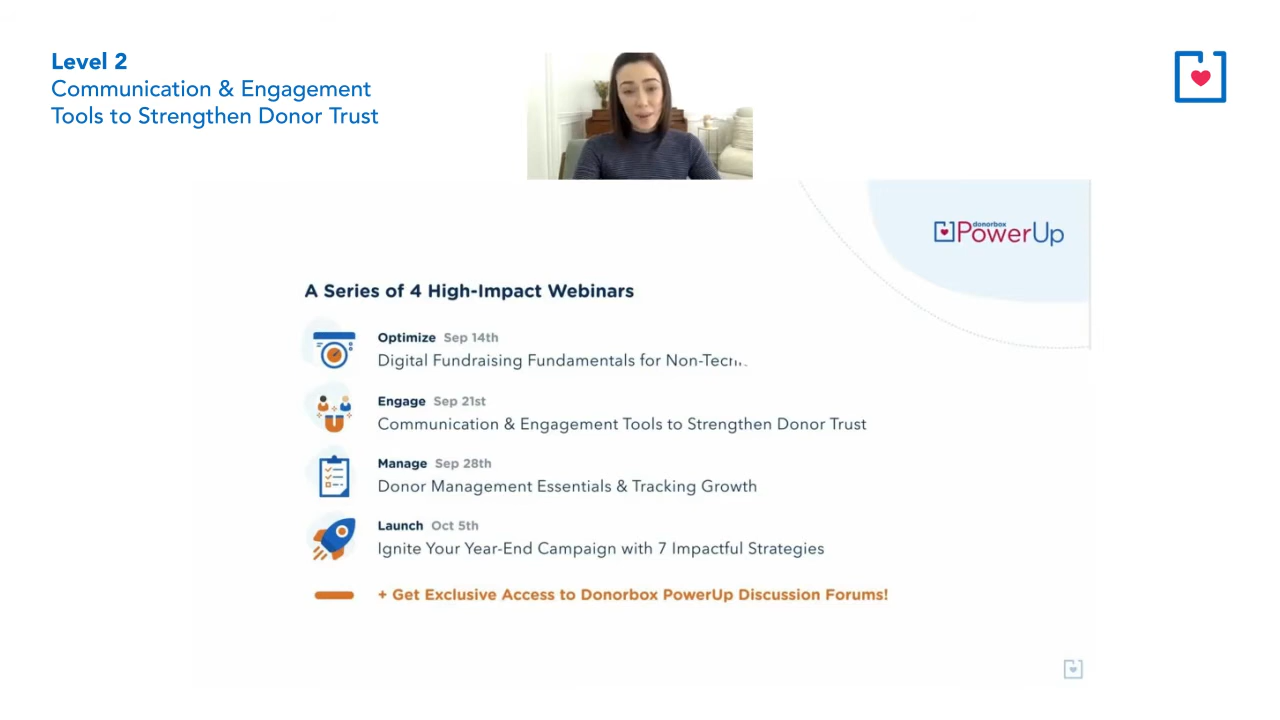 Level 2
Communication & Engagement
Tools to Strengthen Donor Trust
donorbox
PowerUp
A Series of 4 High-Impact Webinars
Optimize Sep 14th
Digital Fundraising Fundamentals for
Engage Sep 21st
Communication & Engagement Tools to Strengthen Donor Trust
Manage Sep 28th
Donor Management Essentials & Tracking Growth
Launch Oct 5th
Ignite Your Year-End Campaign with 7 Impactful Strategies
+ Get Exclusive Access to Donorbox PowerUp Discussion Forums!